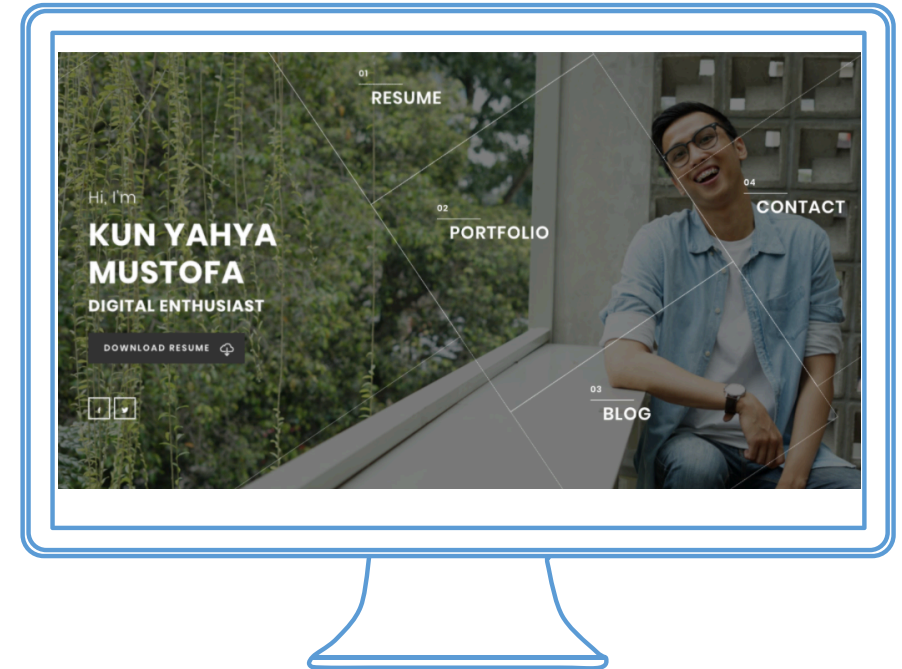 01
RESUME
Hi, I'm
KUN YAHYA
MUSTOFA
DIGITAL ENTHUSIAST
DOWNLOAD RESUME
02
PORTFOLIO
03
BLOG
04
CONTACT